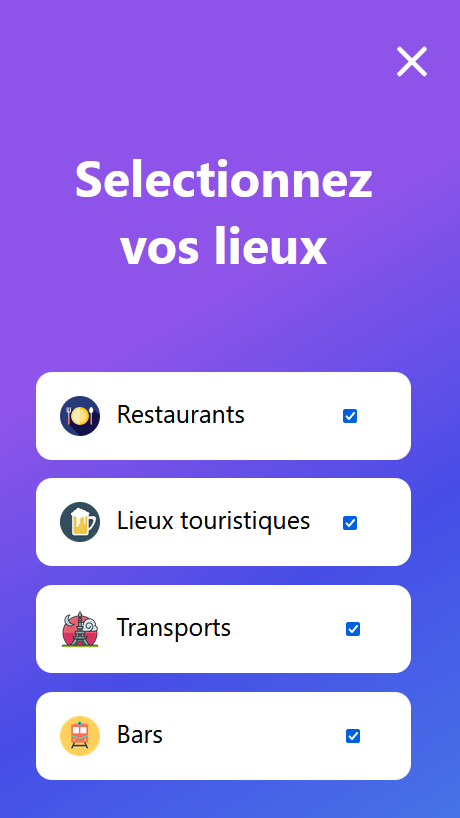 Selectionnez
vos lieux
Restaurants
Lieux touristiques
Transports
Bars